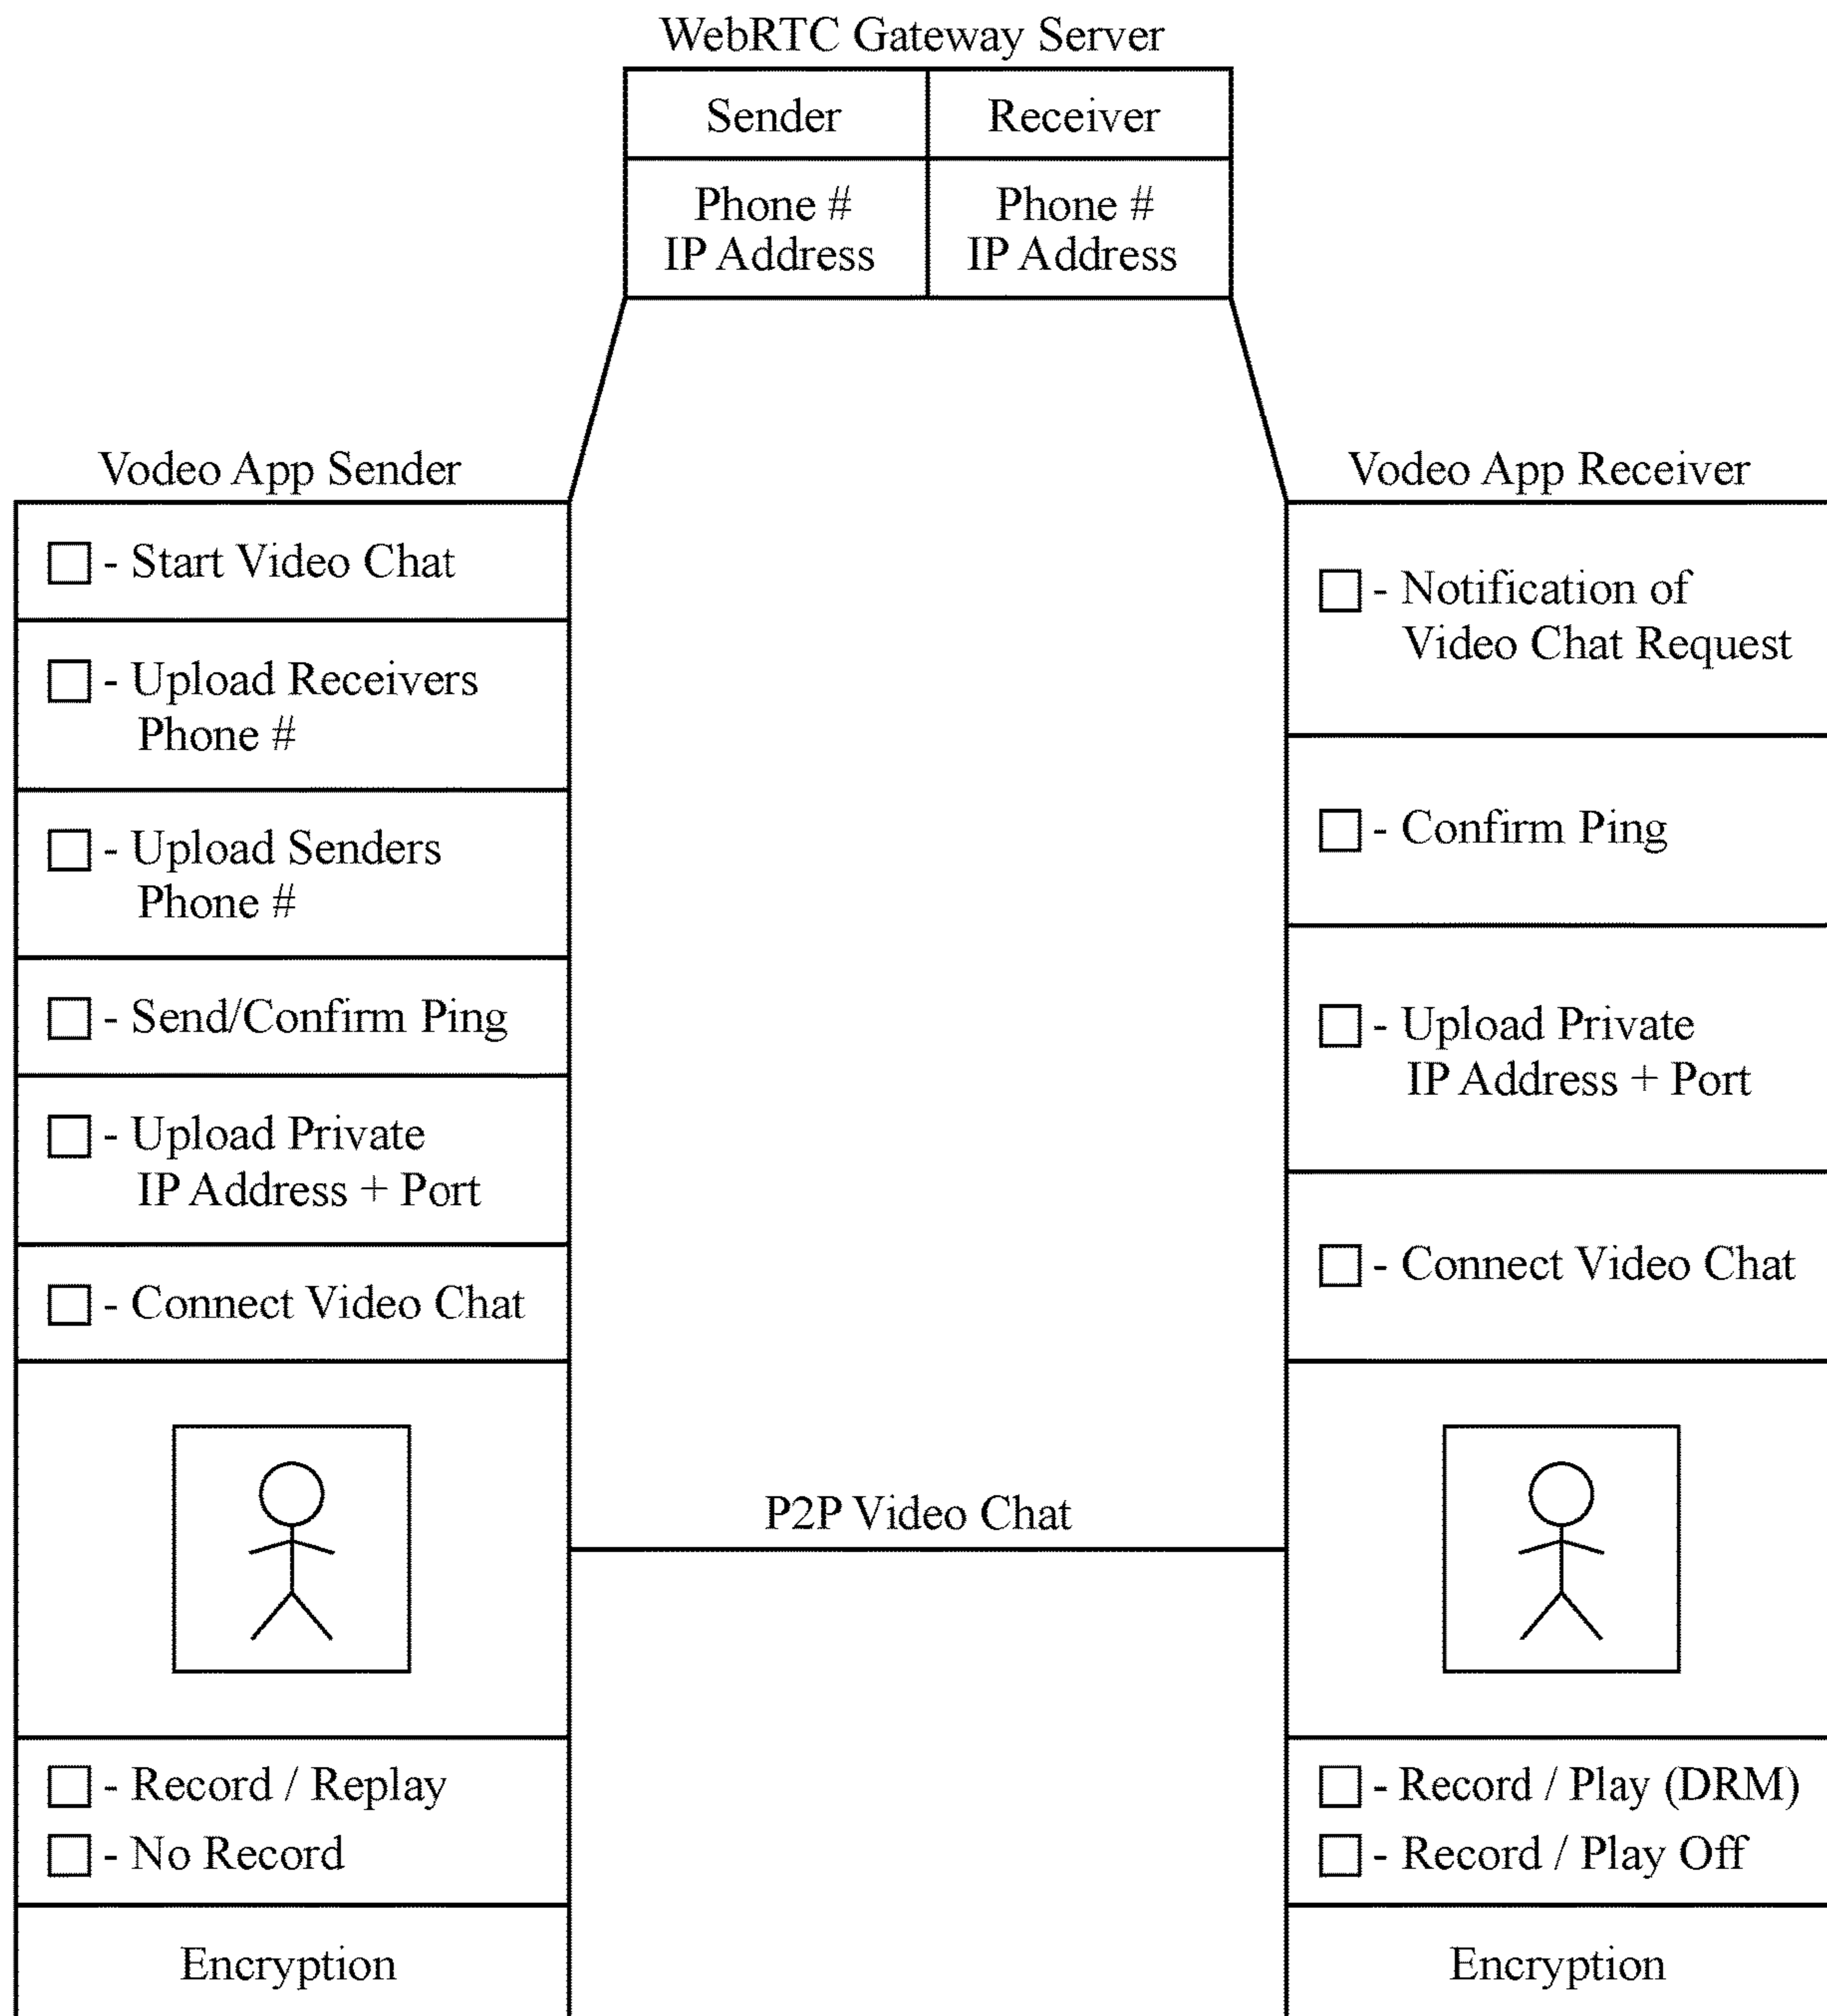 WebRTC Gateway Server
Sender
Receiver
Phone #
IP Address
Phone #
IP Address
Vodeo App Sender
- Start Video Chat
- Upload Receivers
Phone #
- Upload Senders
Phone #
- Send/Confirm Ping
- Upload Private
IP Address + Port
- Connect Video Chat
- Record / Replay
- No Record
Encryption
P2P Video Chat
Vodeo App Receiver
- Notification of
Video Chat Request
- Confirm Ping
- Upload Private
IP Address + Port
- Connect Video Chat
- Record / Play (DRM)
- Record / Play Off
Encryption